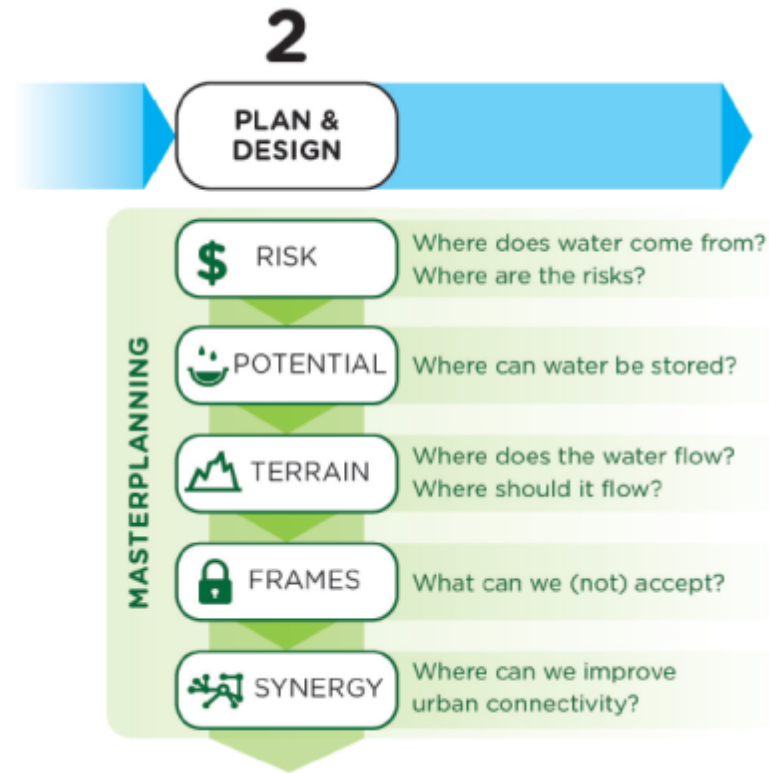 2
PLAN &
DESIGN
MASTERPLANNING
$ RISK
Where does water come from?
Where are the risks?
POTENTIAL
Where can water be stored?
TERRAIN
Where does the water flow?
Where should it flow?
FRAMES
What can we (not) accept?
SYNERGY
Where can we improve
urban connectivity?